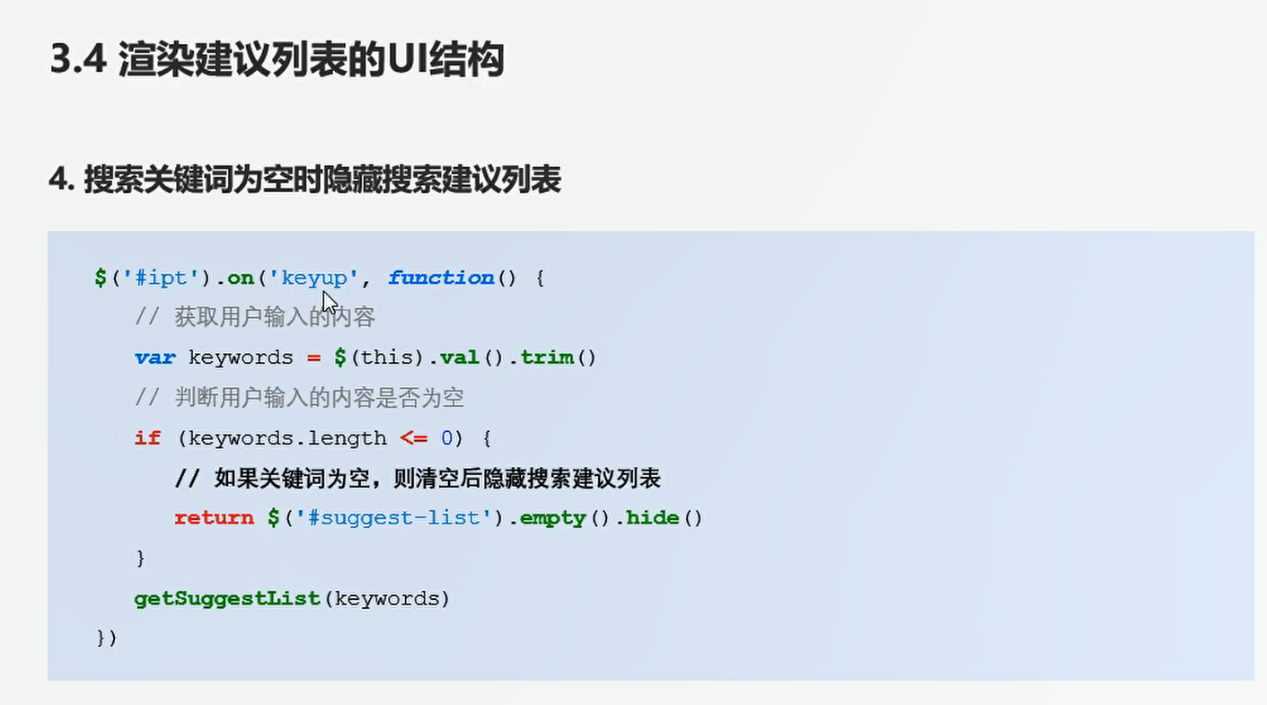 3.4 渲染建议列表的UI结构
4. 搜索关键词为空时隐藏搜索建议列表
$('#ipt').on('keyup', function() {
// 获取用户输入的内容
var keywords = $(this).val().trim()
// 判断用户输入的内容是否为空
if (keywords.length <= 0) {
// 如果关键词为空，则清空后隐藏搜索建议列表
return $('#suggest-list').empty().hide()
}
getSuggestList(keywords)
})